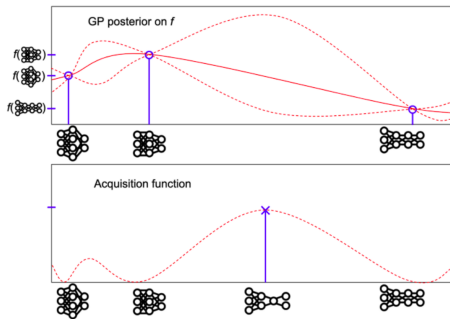 GP posterior on f
f( )
f( )
f( )
Acquisition function